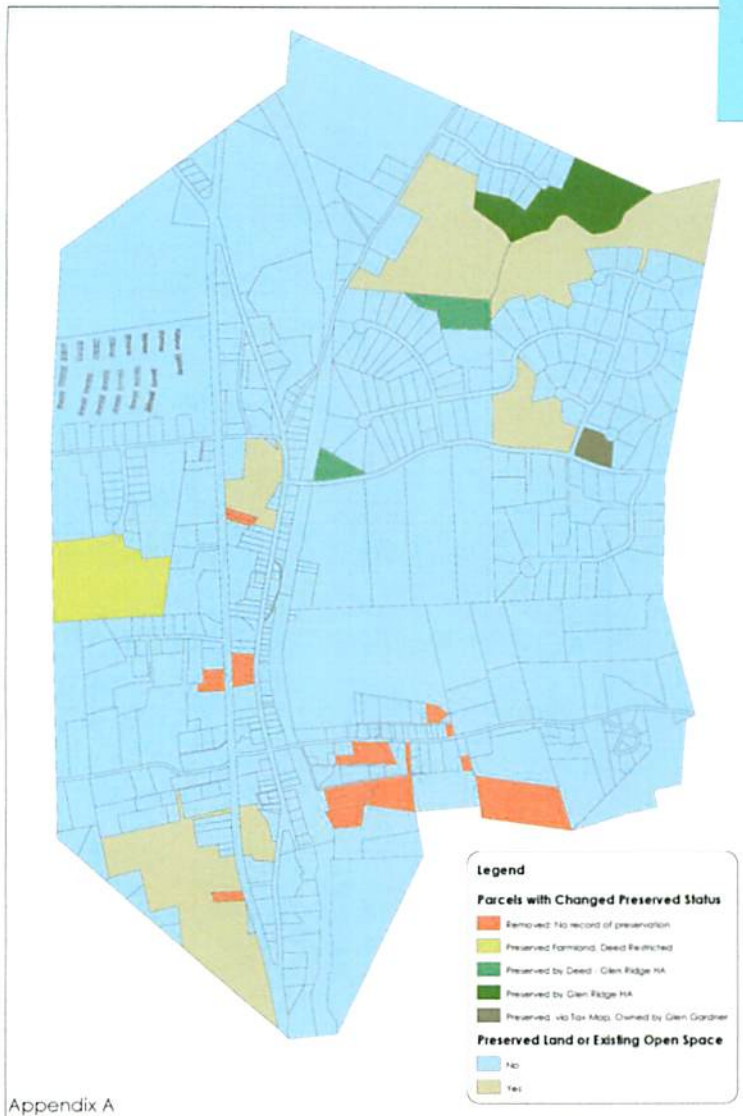 Legend
Parcels with Changed Preserved Status
Removed: No record of preservation
Preserved Farmland, Deed Restricted
Preserved by Deed - Glen Ridge HA
Preserved by Glen Ridge HA
Preserved via Tax Map, Owned by Glen Gardner
Preserved Land or Existing Open Space
No
Yes
Appendix A